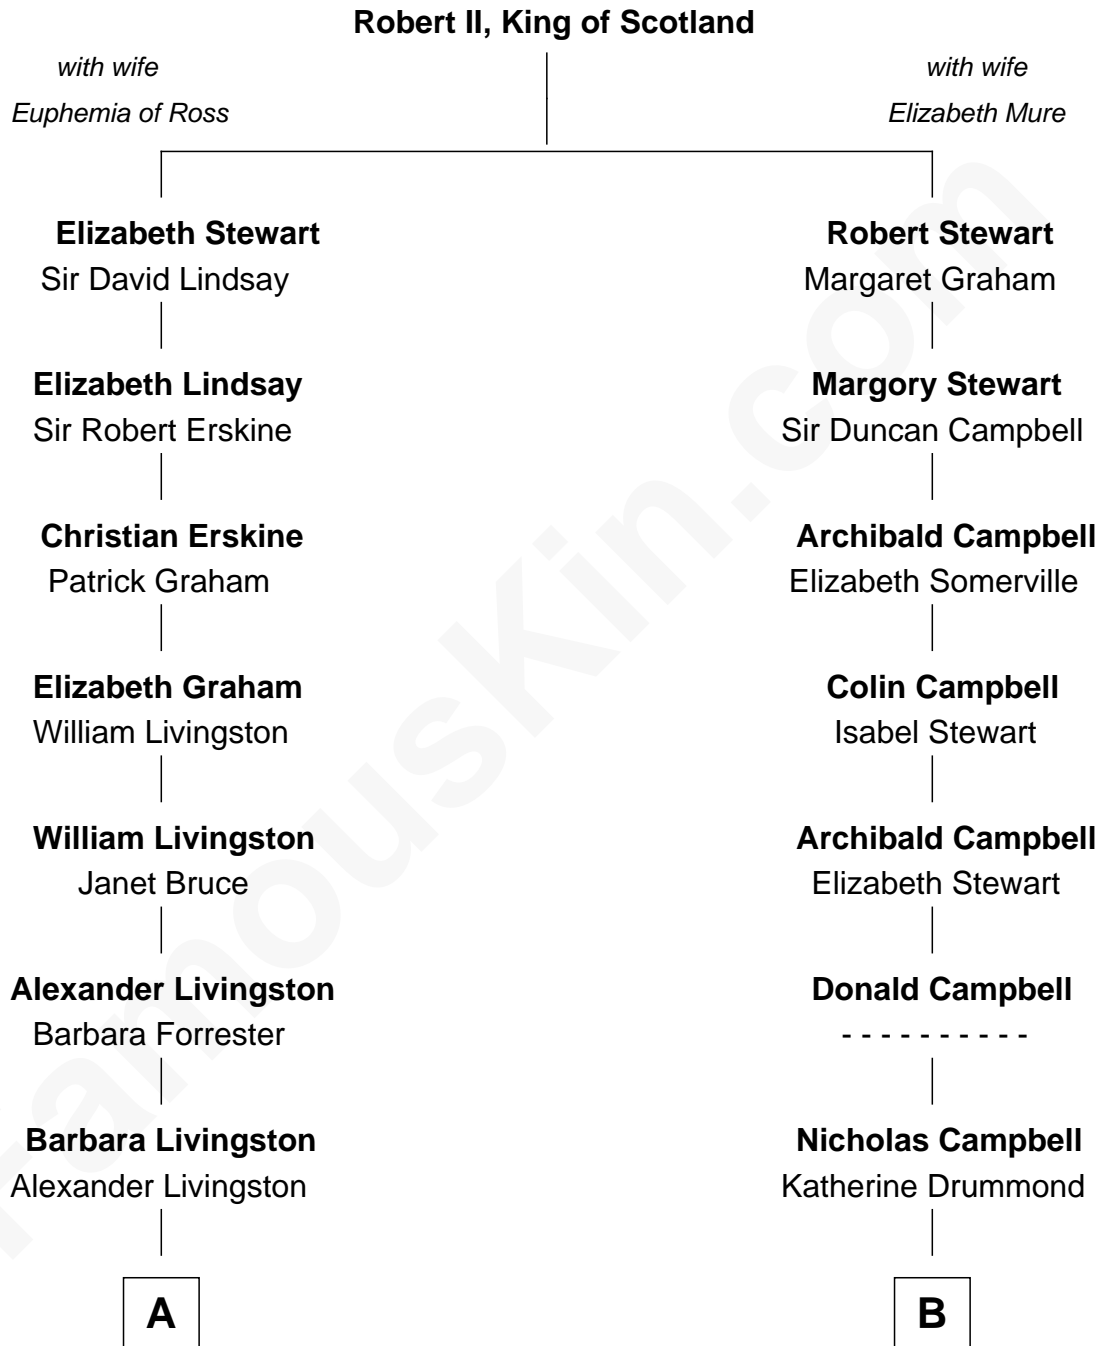 Robert II, King of Scotland
with wife
Euphemia of Ross
with wife
Elizabeth Mure
Elizabeth Stewart
Sir David Lindsay
Robert Stewart
Margaret Graham
Elizabeth Lindsay
Sir Robert Erskine
Margory Stewart
Sir Duncan Campbell
Christian Erskine
Patrick Graham
Archibald Campbell
Elizabeth Somerville
Elizabeth Graham
William Livingston
Colin Campbell
Isabel Stewart
William Livingston
Janet Bruce
Archibald Campbell
Elizabeth Stewart
Alexander Livingston
Barbara Forrester
Donald Campbell
- - - - - - - - - -
Barbara Livingston
Alexander Livingston
Nicholas Campbell
Katherine Drummond
A
B
FamousKin.com